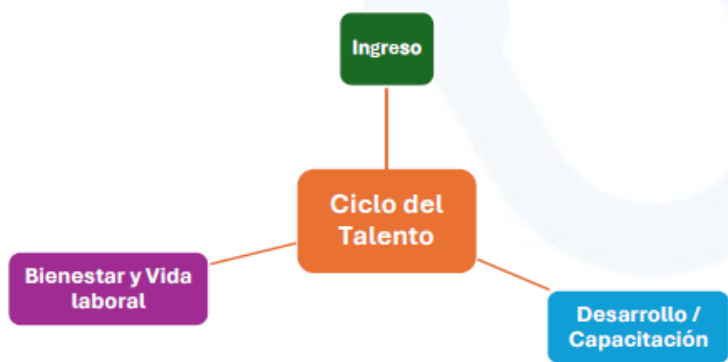 Ingreso
Ciclo del
Talento
Bienestar y Vida
laboral
Desarrollo /
Capacitación